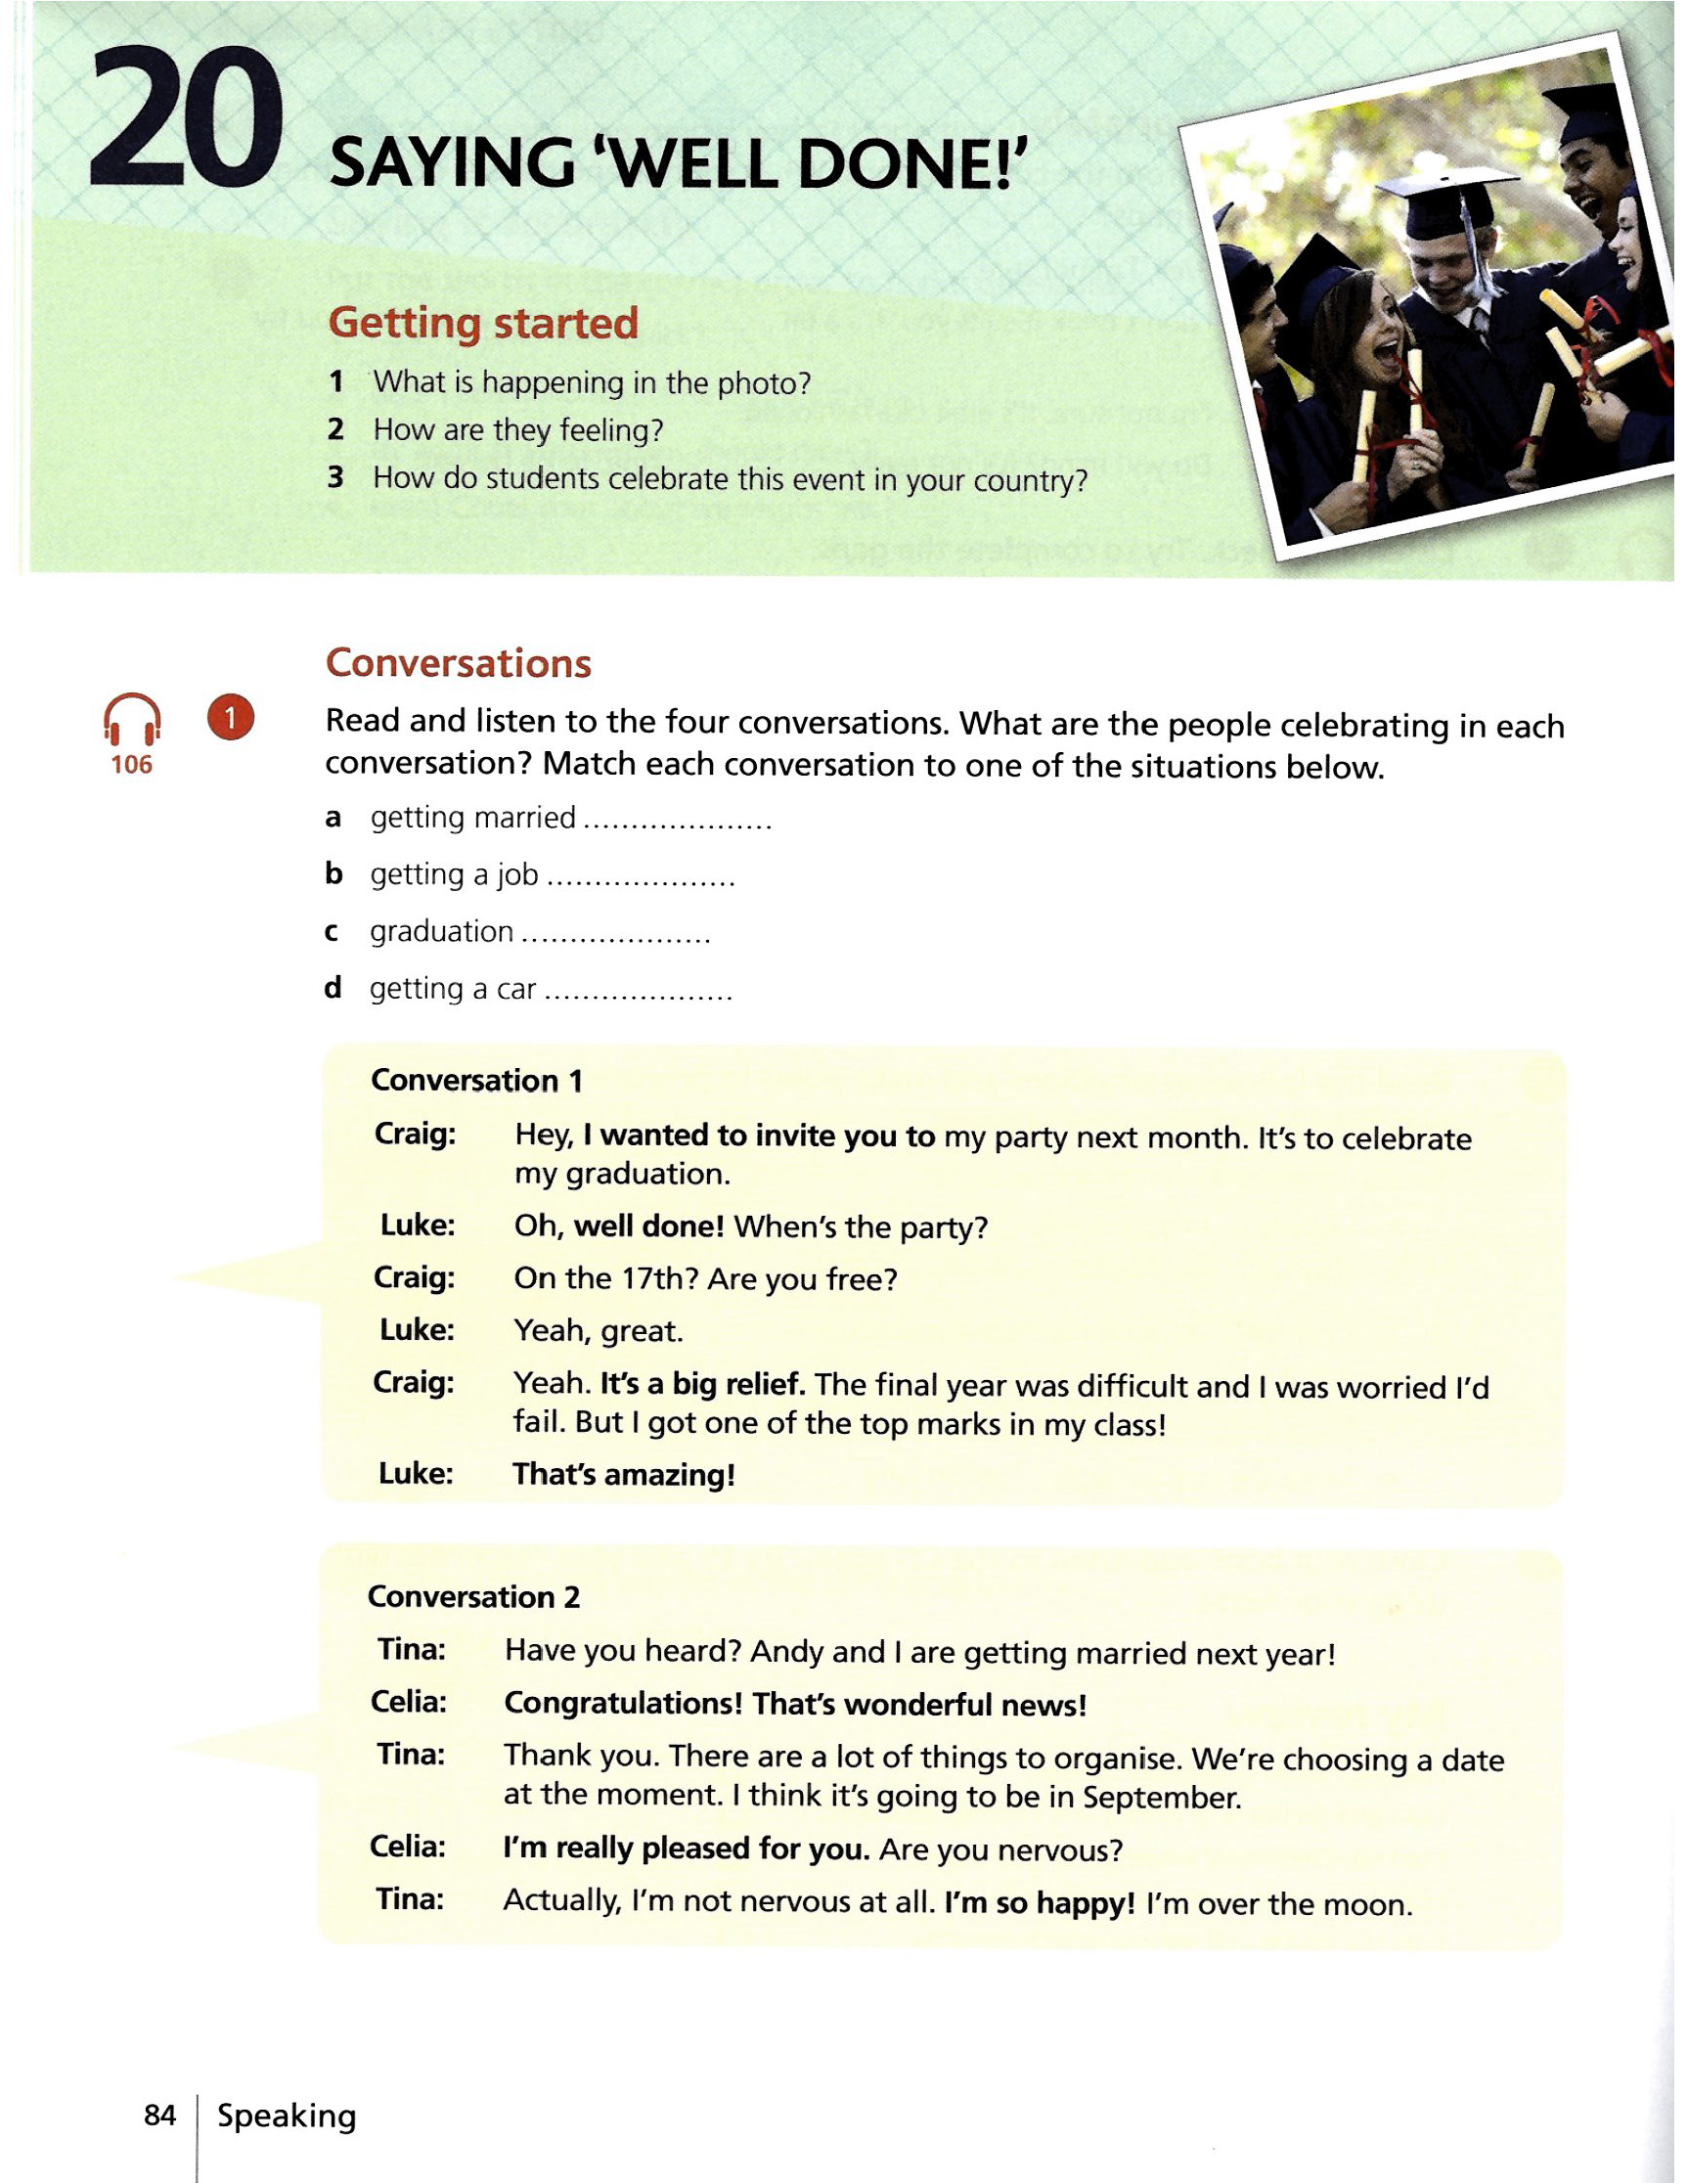 20
SAYING ‘WELL DONE!’
Getting started
1 What is happening in the photo?
2 How are they feeling?
3 How do students celebrate this event in your country?
Conversations
106
1 Read and listen to the four conversations. What are the people celebrating in each
conversation? Match each conversation to one of the situations below.
a getting married ....................
b getting a job ....................
c graduation ....................
d getting a car ....................
Conversation 1
Craig: Hey, I wanted to invite you to my party next month. It’s to celebrate
my graduation.
Luke: Oh, well done! When’s the party?
Craig: On the 17th? Are you free?
Luke: Yeah, great.
Craig: Yeah. It’s a big relief. The final year was difficult and I was worried I’d
fail. But I got one of the top marks in my class!
Luke: That’s amazing!
Conversation 2
Tina: Have you heard? Andy and I are getting married next year!
Celia: Congratulations! That’s wonderful news!
Tina: Thank you. There are a lot of things to organise. We’re choosing a date
at the moment. I think it’s going to be in September.
Celia: I’m really pleased for you. Are you nervous?
Tina: Actually, I’m not nervous at all. I’m so happy! I’m over the moon.
84 Speaking